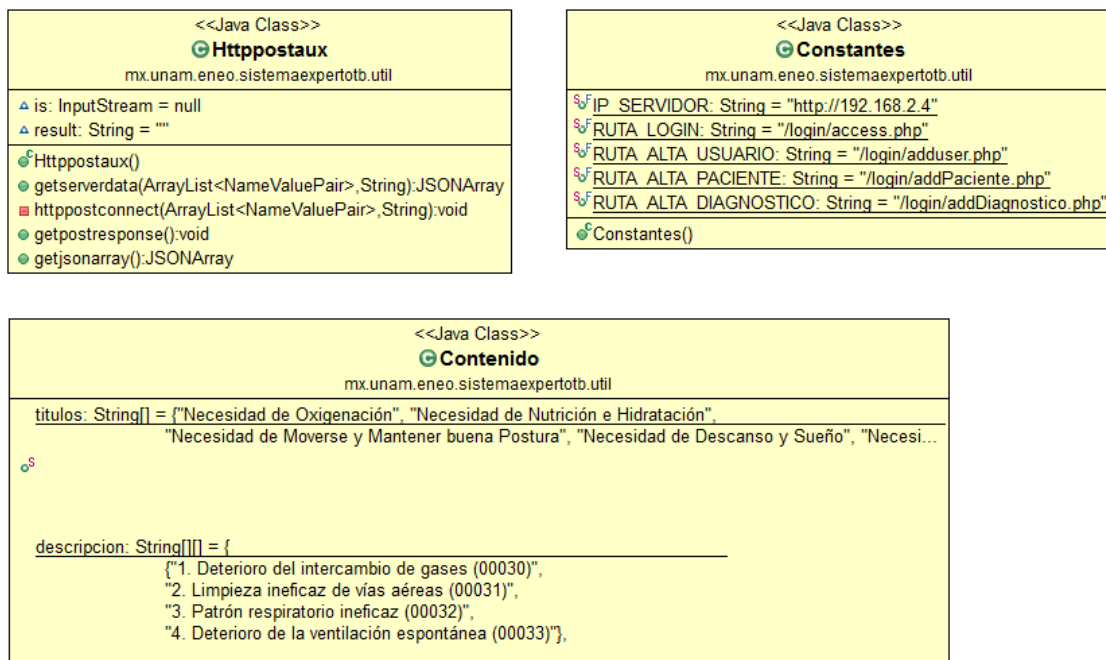 <<Java Class>>
Httppostaux
mx.unam.eneo.sistemaexpertotb.util
is: InputStream = null
result: String = ""
Httppostaux()
getserverdata(ArrayList<NameValuePair>,String):JSONArray
httppostconnect(ArrayList<NameValuePair>,String):void
getpostresponse():void
getjsonarray():JSONArray
<<Java Class>>
Constantes
mx.unam.eneo.sistemaexpertotb.util
IP_SERVIDOR: String = "http://192.168.2.4"
RUTA_LOGIN: String = "/login/access.php"
RUTA_ALTA_USUARIO: String = "/login/adduser.php"
RUTA_ALTA_PACIENTE: String = "/login/addPaciente.php"
RUTA_ALTA_DIAGNOSTICO: String = "/login/addDiagnostico.php"
Constantes()
<<Java Class>>
Contenido
mx.unam.eneo.sistemaexpertotb.util
titulos: String[] = {"Necesidad de Oxigenación", "Necesidad de Nutrición e Hidratación",
"Necesidad de Moverse y Mantener buena Postura", "Necesidad de Descanso y Sueño", "Necesi...
descripcion: String[][] = {
{"1. Deterioro del intercambio de gases (00030)",
"2. Limpieza ineficaz de vías aéreas (00031)",
"3. Patrón respiratorio ineficaz (00032)",
"4. Deterioro de la ventilación espontánea (00033)"},